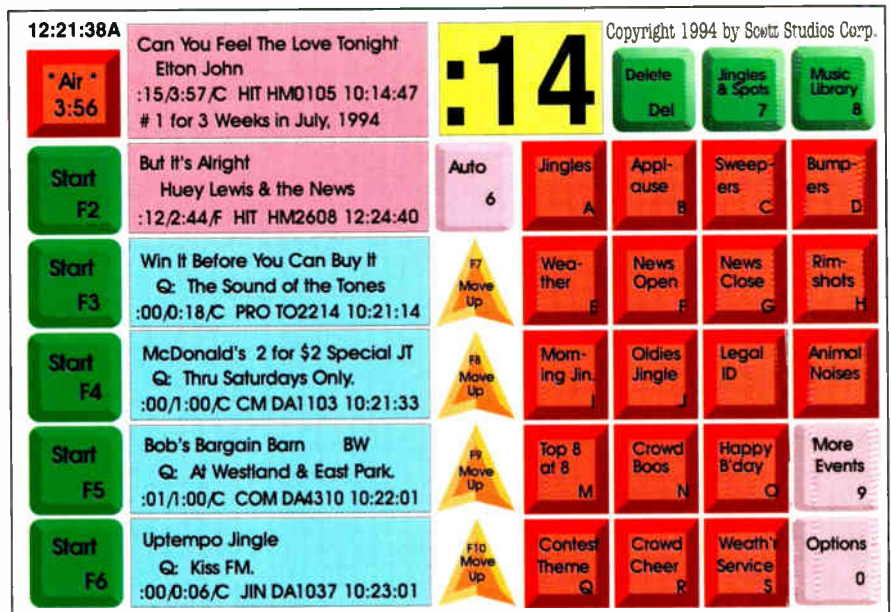 12:21:38A
Copyright 1994 by Scott Studios Corp.
* Air *
3:56
Can You Feel The Love Tonight
Elton John
:15/3:57/C HIT HM0105 10:14:47
# 1 for 3 Weeks in July, 1994
:14
Delete
Del
Jingles
& Spots
7
Music
Library
8
Start
F2
But It's Alright
Huey Lewis & the News
:12/2:44/F HIT HM2608 12:24:40
Auto
6
Jingles
A
Appl-
ause
B
Sweep-
ers
C
Bump-
ers
D
Start
F3
Win It Before You Can Buy It
Q: The Sound of the Tones
:00/0:18/C PRO TO2214 10:21:14
F7
Move
Up
Wea-
ther
E
News
Open
F
News
Close
G
Rim-
shots
H
Start
F4
McDonald's 2 for $2 Special JT
Q: Thru Saturdays Only.
:00/1:00/C CM DA1103 10:21:33
F8
Move
Up
Morn-
ing Jin.
I
Oldies
Jingle
J
Legal
ID
Animal
Noises
Start
F5
Bob's Bargain Barn BW
Q: At Westland & East Park.
:01/1:00/C COM DA4310 10:22:01
F9
Move
Up
Top 8
at 8
M
Crowd
Boos
N
Happy
B'day
O
More
Events
9
Start
F6
Uptempo Jingle
Q: Kiss FM.
:00/0:06/C JIN DA1037 10:23:01
F10
Move
Up
Contest
Theme
Q
Crowd
Cheer
R
Weath'r
Service
S
Options
0